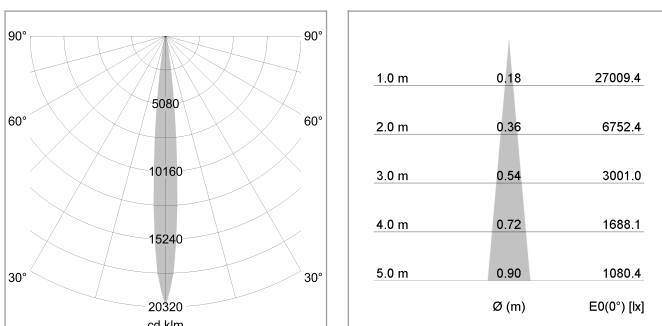 90° 90°
5080
60° 60°
10160
15240
30° 30°
20320
cd klm
1.0 m 0.18 27009.4
2.0 m 0.36 6752.4
3.0 m 0.54 3001.0
4.0 m 0.72 1688.1
5.0 m 0.90 1080.4
Ø (m) E0(0°) [lx]